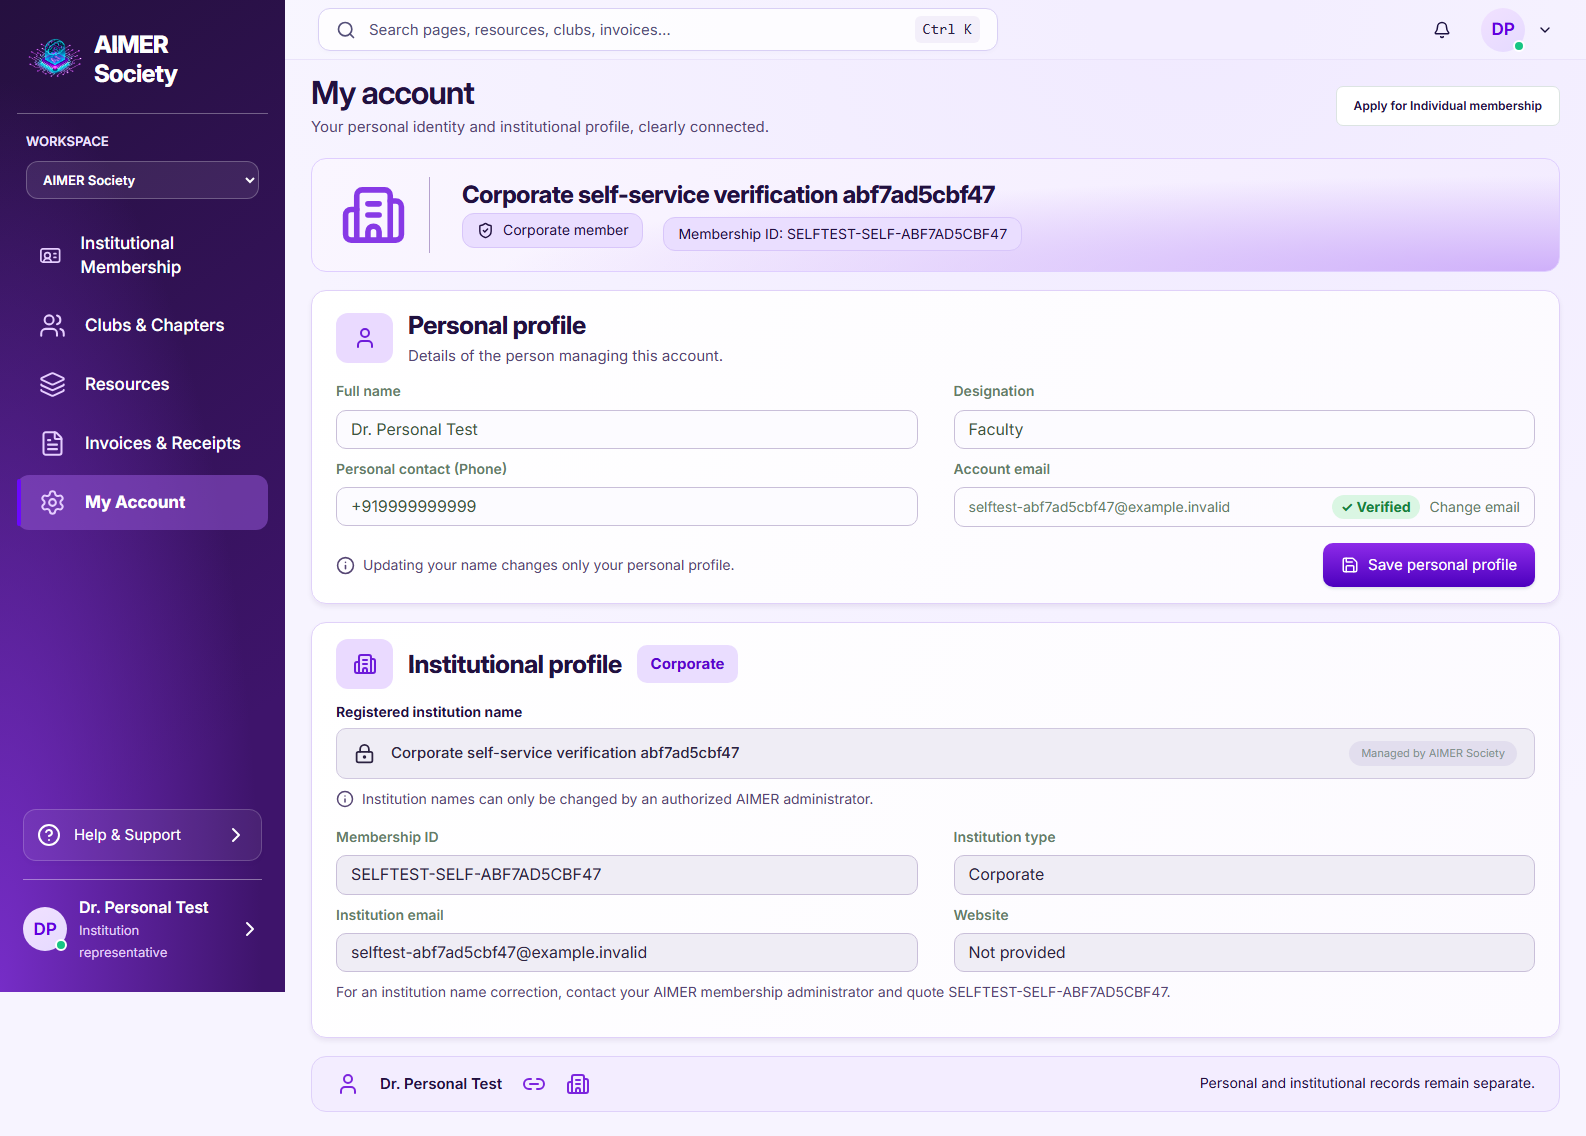 AIMER
Society
WORKSPACE
AIMER Society
Institutional
Membership
Clubs & Chapters
Resources
Invoices & Receipts
My Account
Help & Support
DP
Dr. Personal Test
Institution
representative
Search pages, resources, clubs, invoices...
Ctrl K
DP
My account
Your personal identity and institutional profile, clearly connected.
Apply for Individual membership
Corporate self-service verification abf7ad5cbf47
Corporate member
Membership ID: SELFTEST-SELF-ABF7AD5CBF47
Personal profile
Details of the person managing this account.
Full name
Dr. Personal Test
Designation
Faculty
Personal contact (Phone)
+919999999999
Account email
selftest-abf7ad5cbf47@example.invalid
Verified
Change email
Updating your name changes only your personal profile.
Save personal profile
Institutional profile
Corporate
Registered institution name
Corporate self-service verification abf7ad5cbf47
Managed by AIMER Society
Institution names can only be changed by an authorized AIMER administrator.
Membership ID
SELFTEST-SELF-ABF7AD5CBF47
Institution type
Corporate
Institution email
selftest-abf7ad5cbf47@example.invalid
Website
Not provided
For an institution name correction, contact your AIMER membership administrator and quote SELFTEST-SELF-ABF7AD5CBF47.
Dr. Personal Test
Personal and institutional records remain separate.